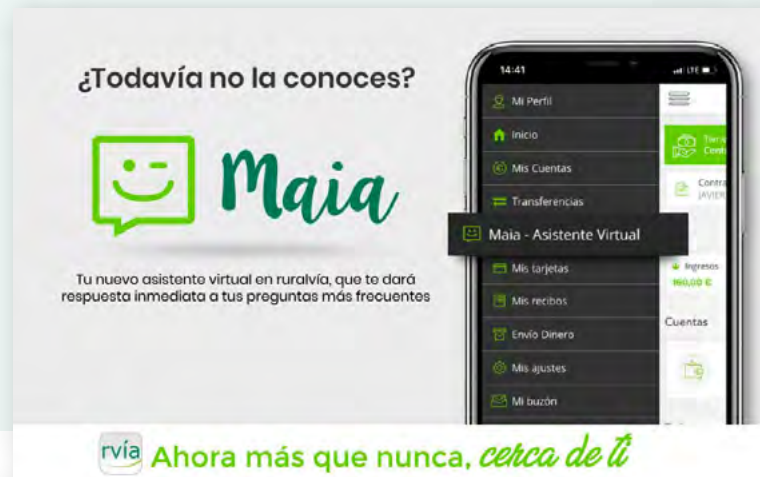 ¿Todavía no la conoces?
Maia
Tu nuevo asistente virtual en ruralvía, que te dará
respuesta inmediata a tus preguntas más frecuentes
14:41
LTE
Mi Perfil
Inicio
Mis Cuentas
Transferencias
Maia - Asistente Virtual
Mis tarjetas
Mis recibos
Envío Dinero
Mis ajustes
Mi buzón
Contra
JAVIER
Ingresos
160,00 €
Cuentas
rvía Ahora más que nunca, cerca de ti